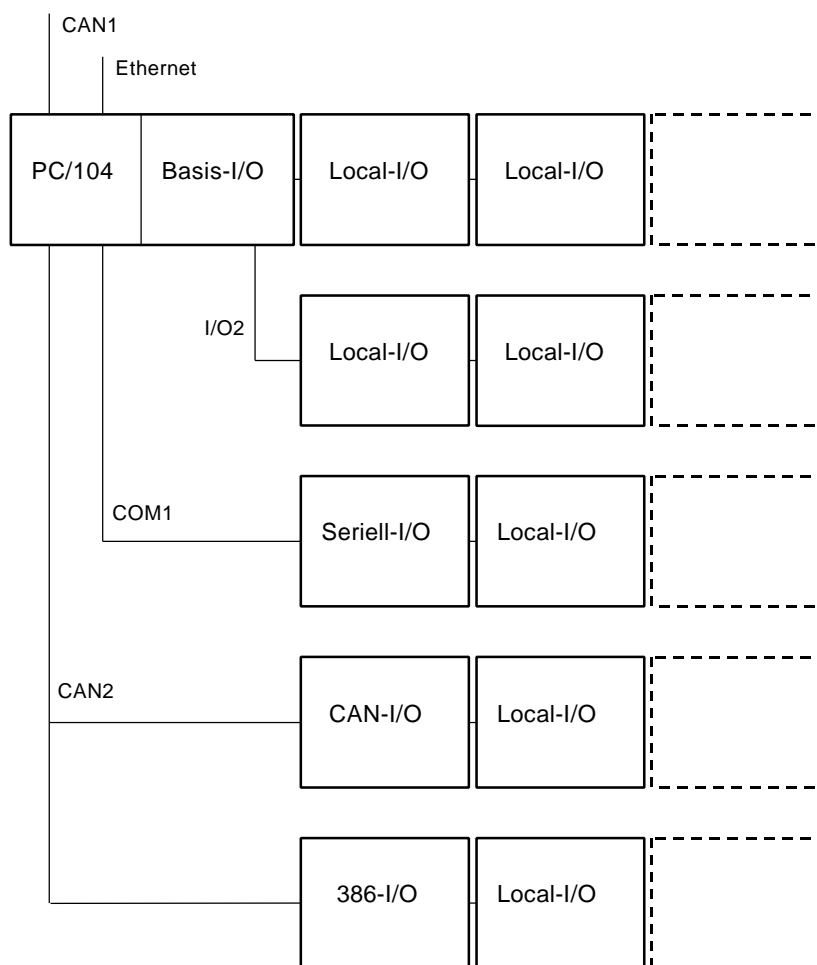 CAN1
Ethernet
PC/104
Basis-I/O
Local-I/O
Local-I/O
I/O2
Local-I/O
Local-I/O
COM1
Seriell-I/O
Local-I/O
CAN2
CAN-I/O
Local-I/O
386-I/O
Local-I/O